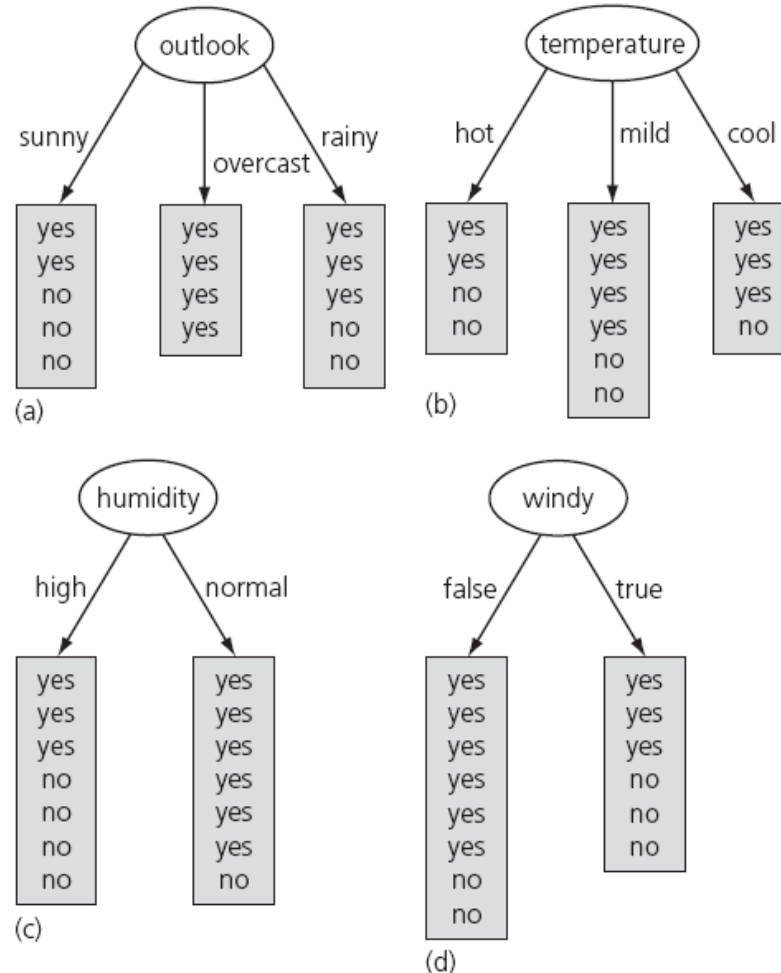 outlook
sunny
overcast
rainy
yes
yes
no
no
no
yes
yes
yes
yes
yes
yes
yes
no
no
(a)
temperature
hot
mild
cool
yes
yes
no
no
yes
yes
yes
yes
no
no
yes
yes
yes
no
(b)
humidity
high
normal
yes
yes
yes
no
no
no
no
yes
yes
yes
yes
yes
yes
no
(c)
windy
false
true
yes
yes
yes
yes
yes
yes
no
no
yes
yes
yes
no
no
no
(d)